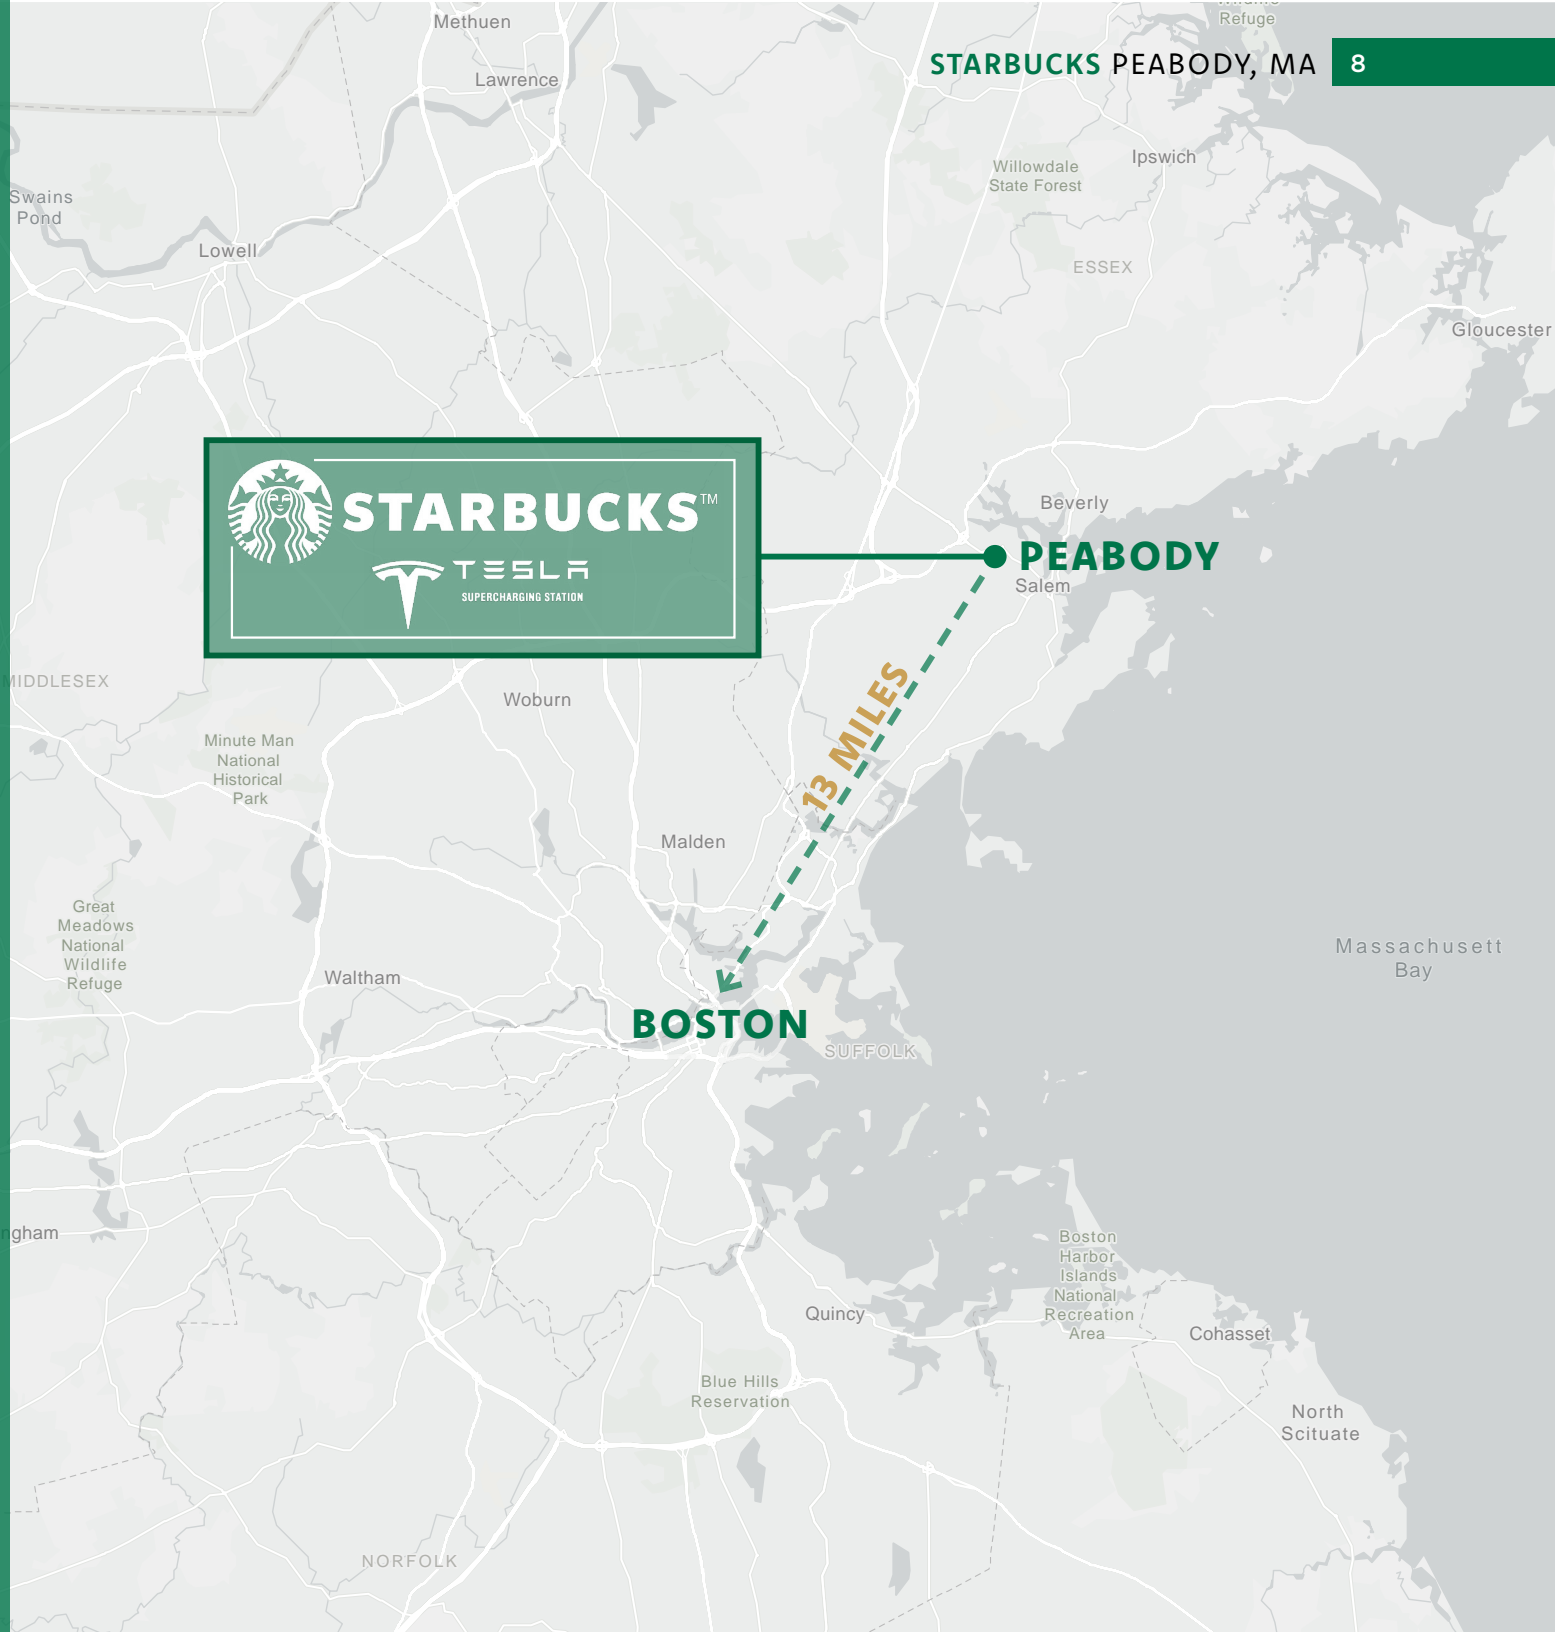 Refuge
STARBUCKS PEABODY, MA 8
Methuen
Lawrence
Ipswich
Willowdale
State Forest
Swains
Pond
Lowell
ESSEX
Gloucester
STARBUCKS™
TESLA
SUPERCHARGING STATION
Beverly
PEABODY
Salem
13 MILES
MIDDLESEX
Woburn
Minute Man
National
Historical
Park
Malden
Great
Meadows
National
Wildlife
Refuge
Waltham
Massachusett
Bay
BOSTON
SUFFOLK
ngham
Boston
Harbor
Islands
National
Recreation
Area
Quincy
Cohasset
Blue Hills
Reservation
North
Scituate
NORFOLK